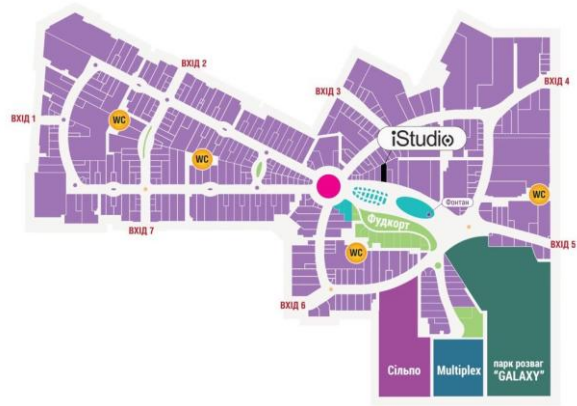 ВХІД 2
ВХІД 4
ВХІД 3
ВХІД 1
WC
iStudio
WC
WC
Фонтан
Фудкорт
ВХІД 7
ВХІД 5
WC
ВХІД 6
Сільпо
Multiplex
парк розваг
"GALAXY"